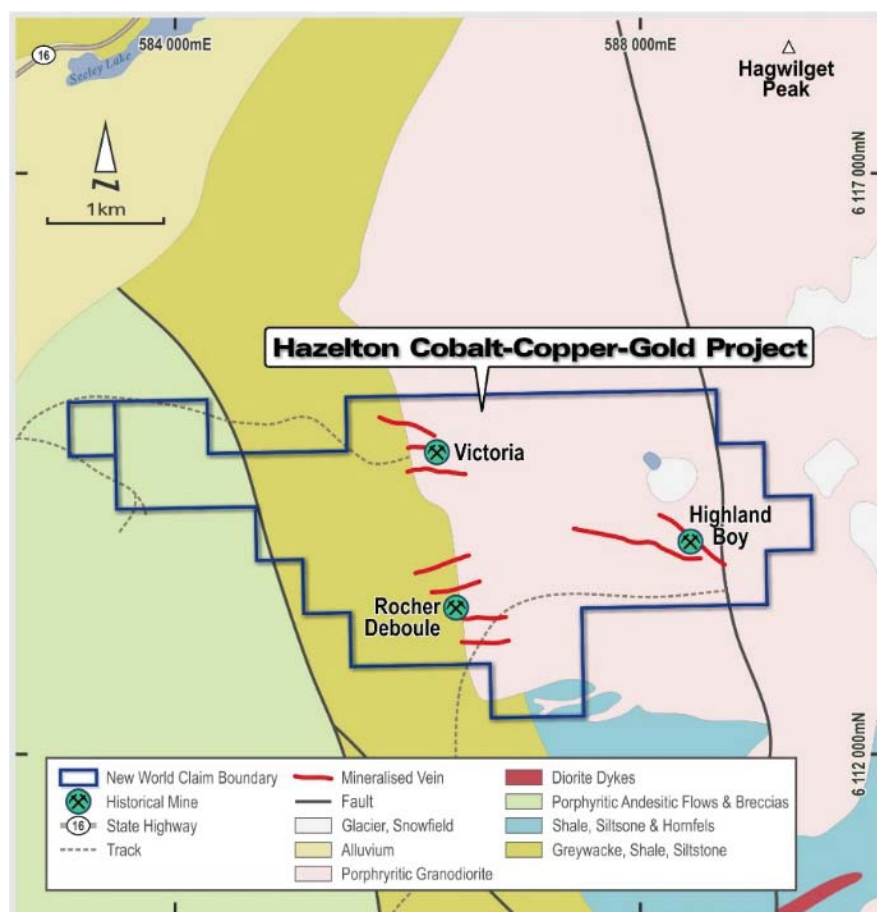 16
Seeley Lake
584 000mE
588 000mE
Hagwilget
Peak
N
1km
6 117 000mN
Hazelton Cobalt-Copper-Gold Project
Victoria
Highland
Boy
Rocher
Deboule
6 112 000mN
New World Claim Boundary
Historical Mine
16
State Highway
Track
Mineralised Vein
Fault
Glacier, Snowfield
Alluvium
Porphryritic Granodiorite
Diorite Dykes
Porphyritic Andesitic Flows & Breccias
Shale, Siltsone & Hornfels
Greywacke, Shale, Siltstone